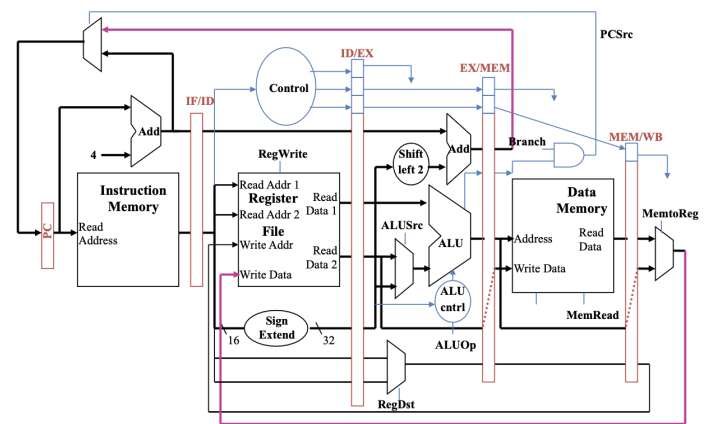 PCSrc
ID/EX
EX/MEM
Control
IF/ID
Add
4
Add
Branch
MEM/WB
Shift
left 2
RegWrite
Instruction
Memory
Read
Address
PC
Read Addr 1
Register
Read Addr 2
File
Write Addr
Write Data
Read
Data 1
Read
Data 2
ALUSrc
ALU
Data
Memory
Address
Read
Data
Write Data
MemtoReg
ALU
cntrl
MemRead
Sign
Extend
16
32
ALUOp
RegDst